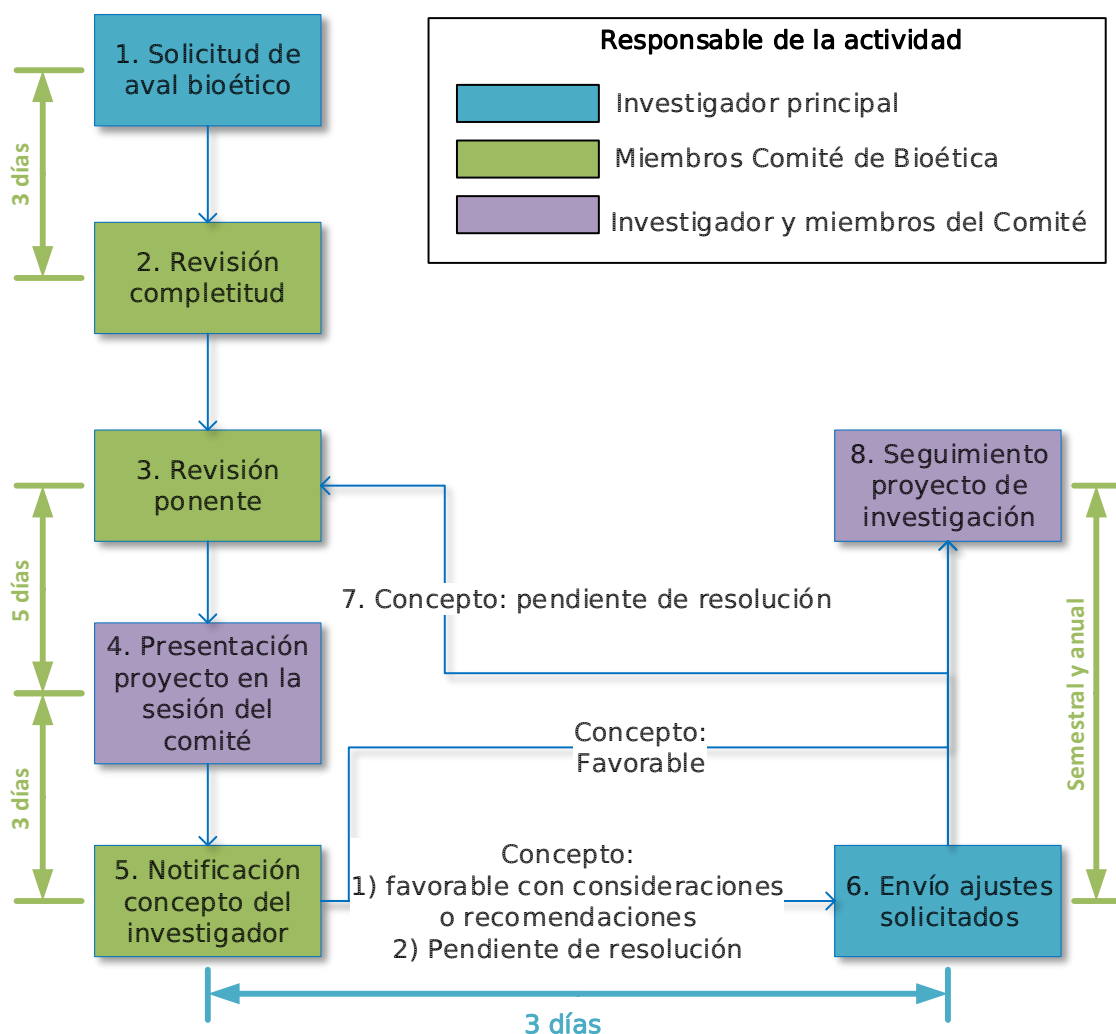 1. Solicitud de
aval bioético
3 días
2. Revisión
completitud
Responsable de la actividad
Investigador principal
Miembros Comité de Bioética
Investigador y miembros del Comité
3. Revisión
ponente
5 días
4. Presentación
proyecto en la
sesión del
comité
3 días
5. Notificación
concepto del
investigador
7. Concepto: pendiente de resolución
Concepto:
Favorable
Concepto:
1) favorable con consideraciones
o recomendaciones
2) Pendiente de resolución
6. Envío ajustes
solicitados
8. Seguimiento
proyecto de
investigación
Semestral y anual
3 días